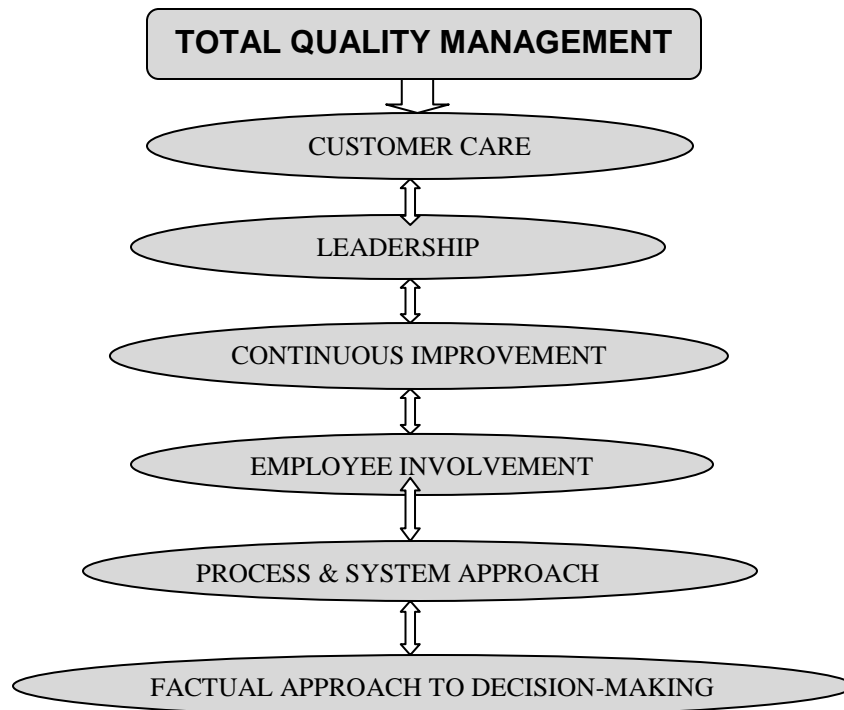 TOTAL QUALITY MANAGEMENT
CUSTOMER CARE
LEADERSHIP
CONTINUOUS IMPROVEMENT
EMPLOYEE INVOLVEMENT
PROCESS & SYSTEM APPROACH
FACTUAL APPROACH TO DECISION-MAKING